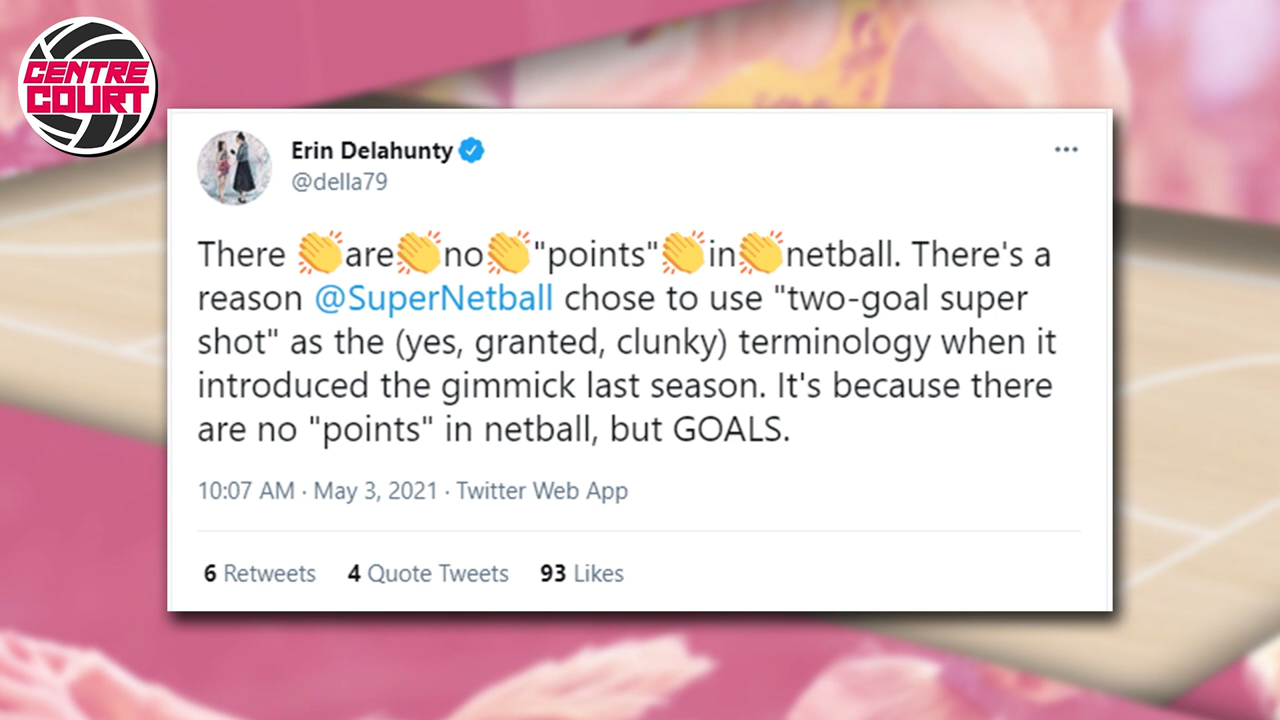 CENTRE
COURT
Erin Delahunty
@della79
There 👏are👏no👏"points"👏in👏netball. There's a
reason @SuperNetball chose to use "two-goal super
shot" as the (yes, granted, clunky) terminology when it
introduced the gimmick last season. It's because there
are no "points" in netball, but GOALS.
10:07 AM · May 3, 2021 · Twitter Web App
6 Retweets 4 Quote Tweets 93 Likes